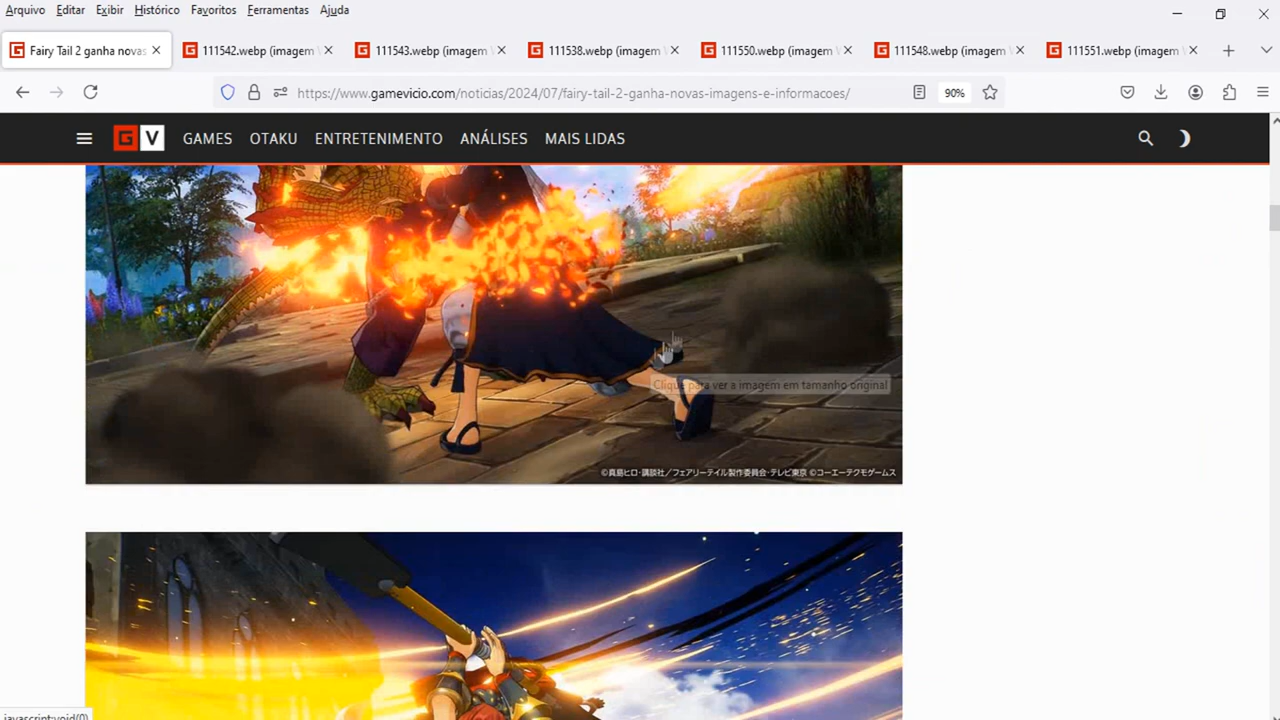 Arquivo Editar Exibir Histórico Favoritos Ferramentas Ajuda
Fairy Tail 2 ganha novas
111542.webp (imagem
111543.webp (imagem
111538.webp (imagem
111550.webp (imagem
111548.webp (imagem
111551.webp (imagem
https://www.gamevicio.com/noticias/2024/07/fairy-tail-2-ganha-novas-imagens-e-informacoes/
90%
G V GAMES OTAKU ENTRETENIMENTO ANÁLISES MAIS LIDAS
Clique para ver a imagem em tamanho original
©真島ヒロ・講談社／フェアリーテイル製作委員会・テレビ東京 ©コーエーテクモゲームス
javascript:void(0)